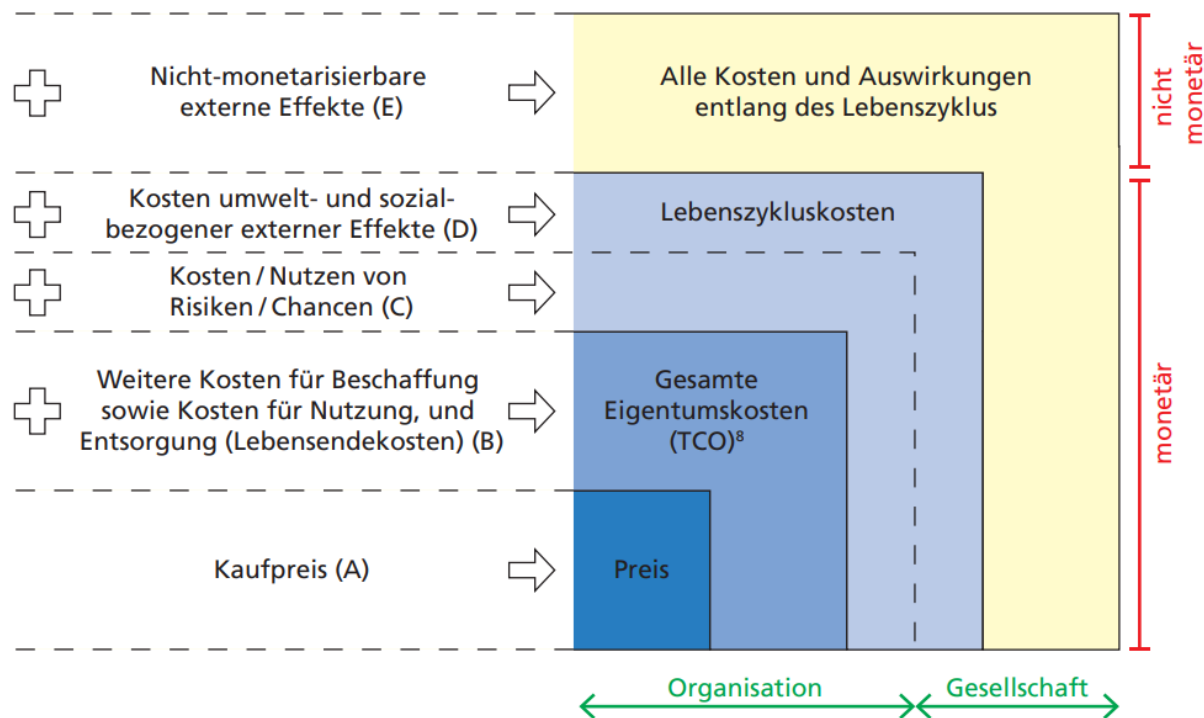 Nicht-monetarisierbare
externe Effekte (E)
Alle Kosten und Auswirkungen
entlang des Lebenszyklus
nicht
monetär
Kosten umwelt- und sozial-
bezogener externer Effekte (D)
Lebenszykluskosten
Kosten / Nutzen von
Risiken / Chancen (C)
Weitere Kosten für Beschaffung
sowie Kosten für Nutzung, und
Entsorgung (Lebensendekosten) (B)
Gesamte
Eigentumskosten
(TCO)⁸
monetär
Kaufpreis (A)
Preis
Organisation
Gesellschaft